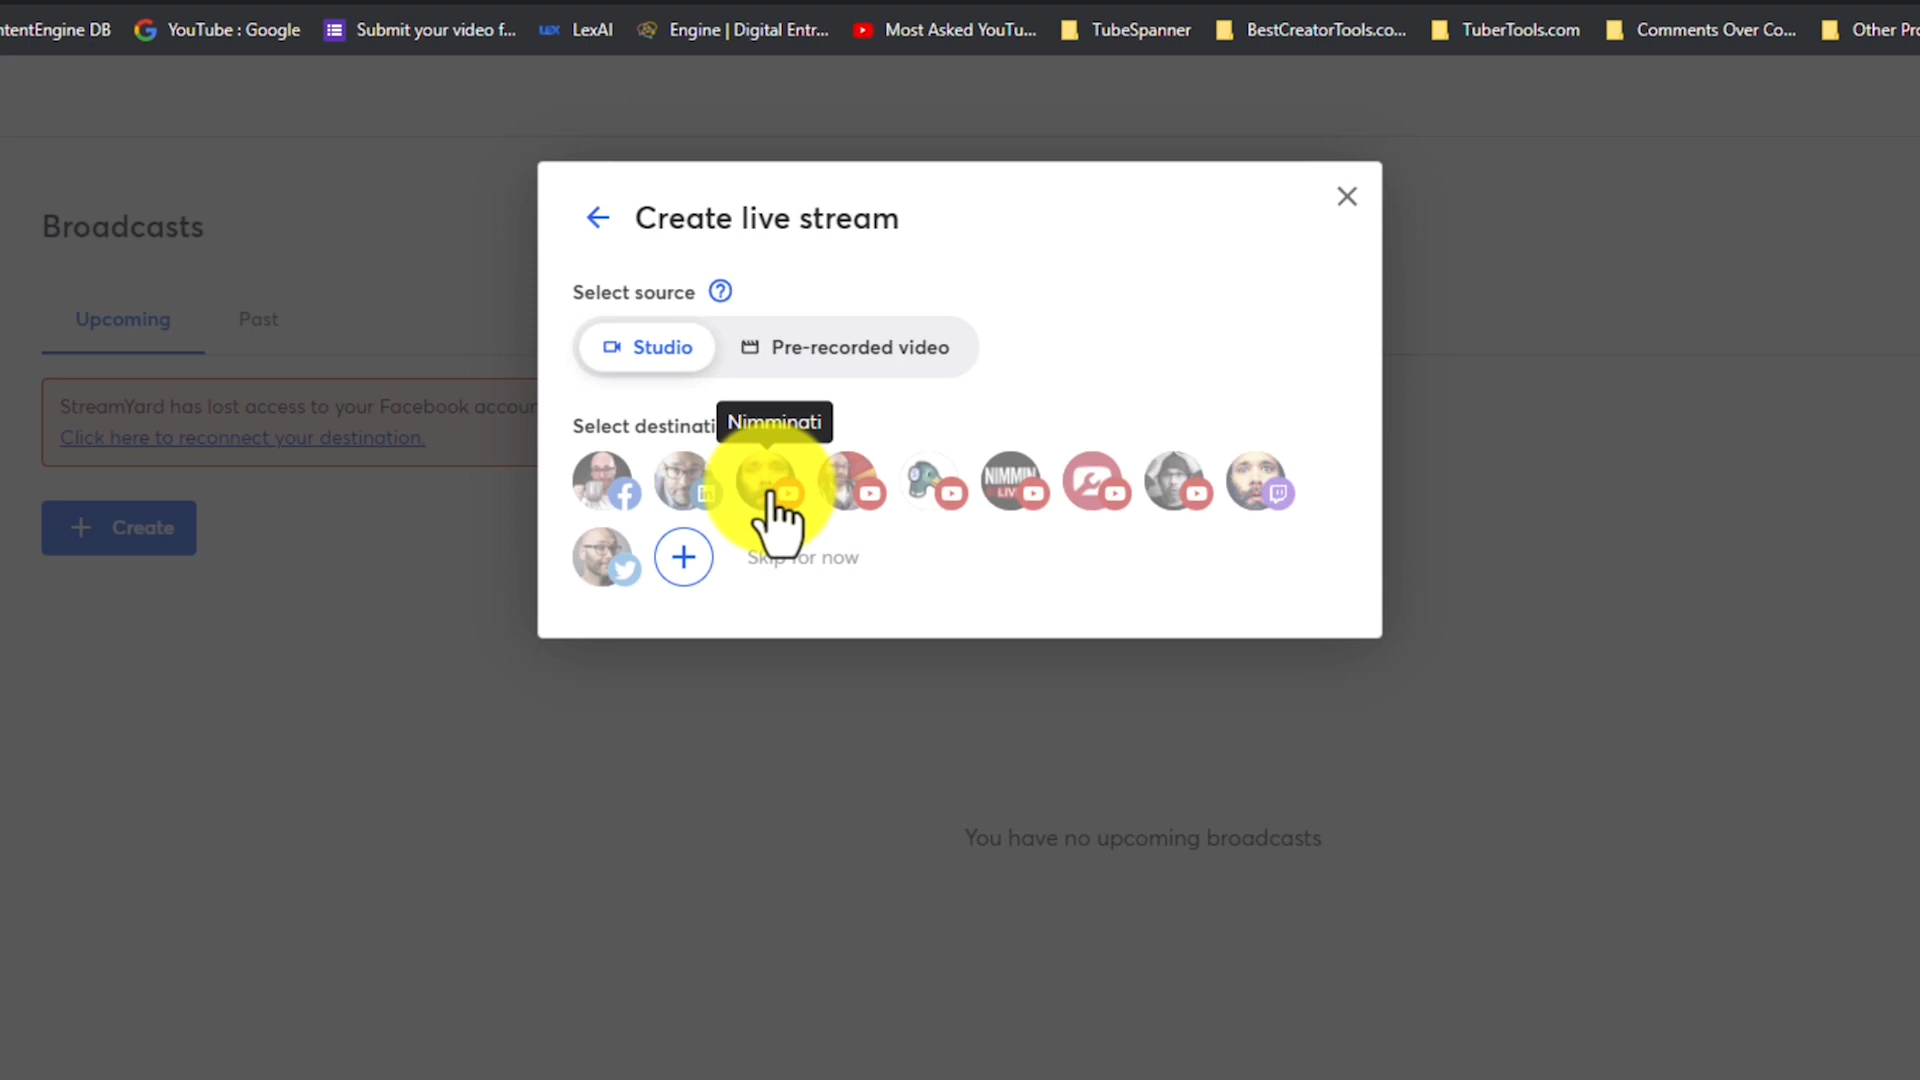 ntentEngine DB YouTube : Google Submit your video f... LexAI Engine | Digital Entr... Most Asked YouTu... TubeSpanner BestCreatorTools.co... TuberTools.com Comments Over Co... Other Pro
Create live stream
Broadcasts
Select source
Upcoming Past
Studio Pre-recorded video
StreamYard has lost access to your Facebook accoun
Click here to reconnect your destination.
Select destinati
Nimminati
NIMMIN
LIV
+ Create
Skip for now
You have no upcoming broadcasts